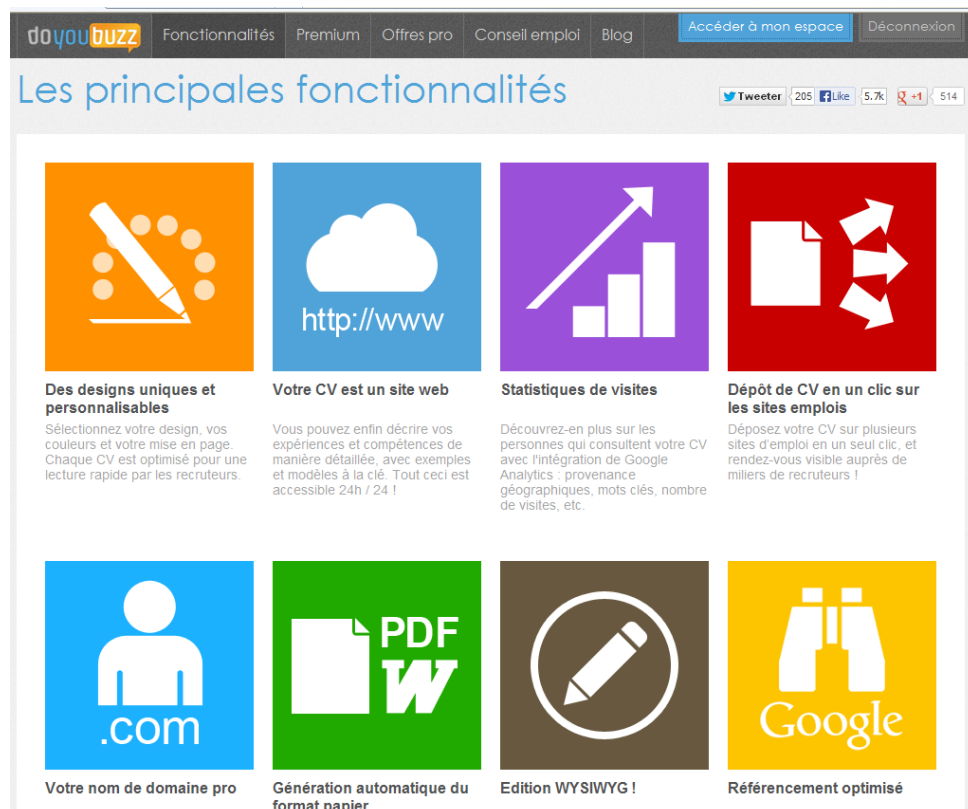 doyoubuzz Fonctionnalités Premium Offres pro Conseil emploi Blog Accéder à mon espace Déconnexion
Les principales fonctionnalités
Tweeter 205 Like 5.7k +1 514
http://www
Des designs uniques et
personnalisables
Sélectionnez votre design, vos
couleurs et votre mise en page.
Chaque CV est optimisé pour une
lecture rapide par les recruteurs.
Votre CV est un site web
Vous pouvez enfin décrire vos
expériences et compétences de
manière détaillée, avec exemples
et modèles à la clé. Tout ceci est
accessible 24h / 24 !
Statistiques de visites
Découvrez-en plus sur les
personnes qui consultent votre CV
avec l'intégration de Google
Analytics : provenance
géographiques, mots clés, nombre
de visites, etc.
Dépôt de CV en un clic sur
les sites emplois
Déposez votre CV sur plusieurs
sites d'emploi en un seul clic, et
rendez-vous visible auprès de
miliers de recruteurs !
.com
PDF
W
Google
Votre nom de domaine pro
Génération automatique du
format papier
Edition WYSIWYG !
Référencement optimisé